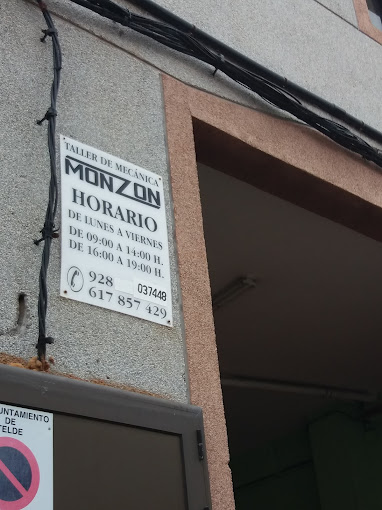 TALLER DE MECÁNICA
MONZON
HORARIO
DE LUNES A VIERNES
DE 09:00 A 14:00 H.
DE 16:00 A 19:00 H.
928 037448
617 857 429
UNTAMIENTO
DE
TELDE